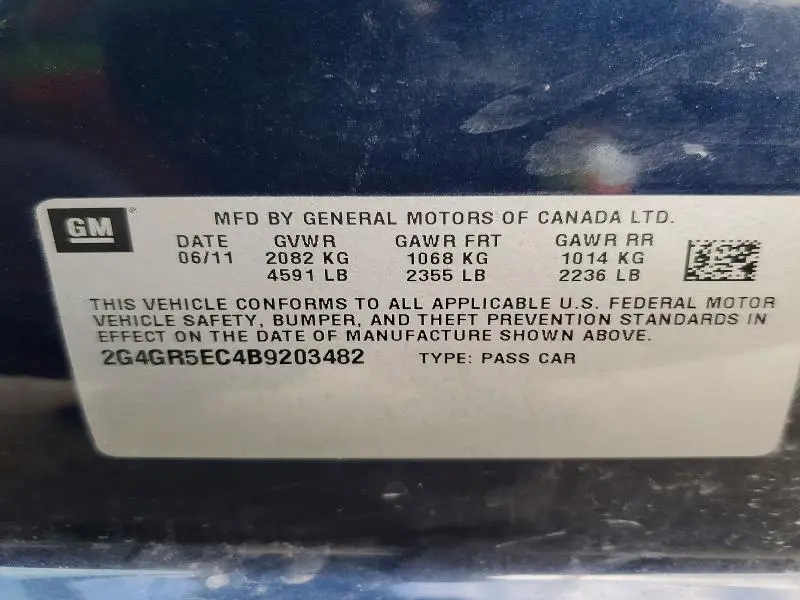 GM® MFD BY GENERAL MOTORS OF CANADA LTD.
DATE GVWR GAWR FRT GAWR RR
06/11 2082 KG 1068 KG 1014 KG
4591 LB 2355 LB 2236 LB
THIS VEHICLE CONFORMS TO ALL APPLICABLE U.S. FEDERAL MOTOR
VEHICLE SAFETY, BUMPER, AND THEFT PREVENTION STANDARDS IN
EFFECT ON THE DATE OF MANUFACTURE SHOWN ABOVE.
2G4GR5EC4B9203482 TYPE: PASS CAR